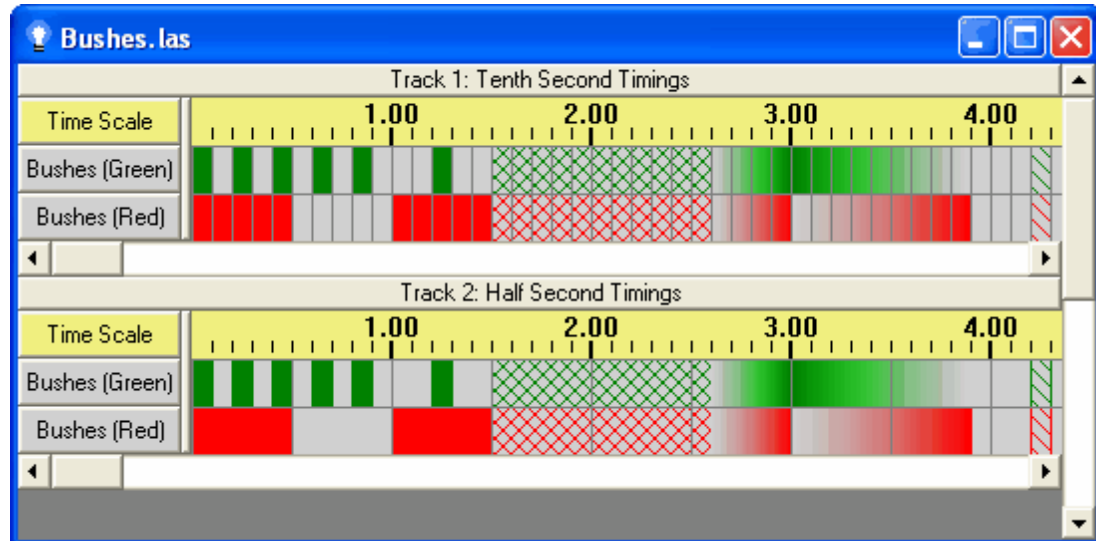 Bushes.las
Track 1: Tenth Second Timings
Time Scale 1.00 2.00 3.00 4.00
Bushes (Green)
Bushes (Red)
Track 2: Half Second Timings
Time Scale 1.00 2.00 3.00 4.00
Bushes (Green)
Bushes (Red)